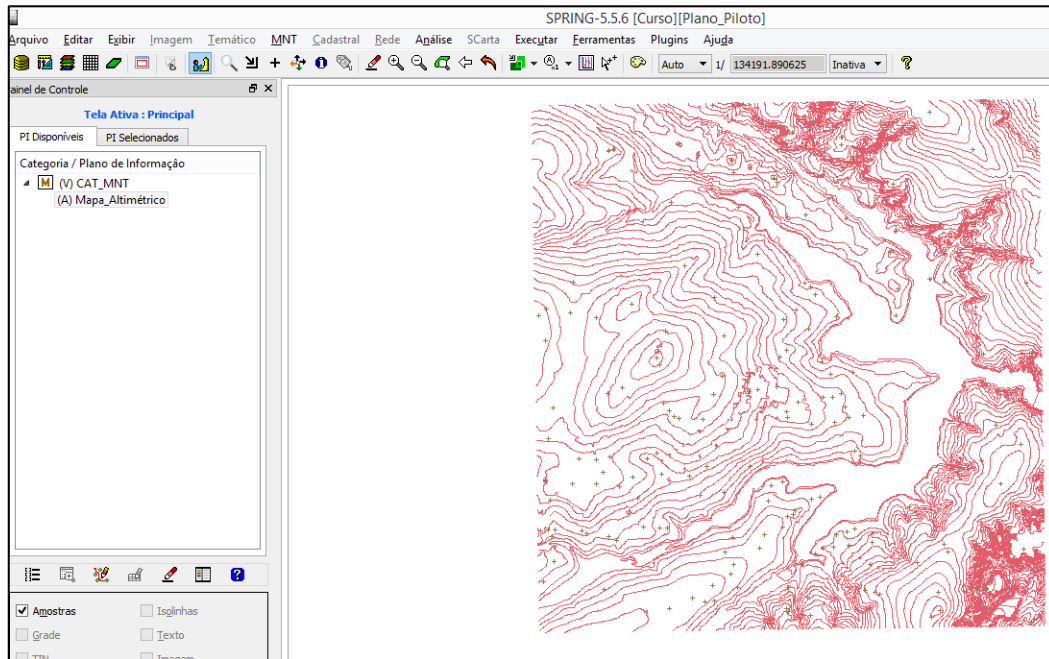 SPRING-5.5.6 [Curso][Plano_Piloto]
Arquivo Editar Exibir Imagem Temático MNT Cadastral Rede Análise SCarta Executar Ferramentas Plugins Ajuda
Auto 1/ 134191.890625 Inativa
ainel de Controle
Tela Ativa : Principal
PI Disponíveis PI Selecionados
Categoria / Plano de Informação
M (V) CAT_MNT
(A) Mapa_Altimétrico
Amostras Isolinhas
Grade Texto
TIN Imagem